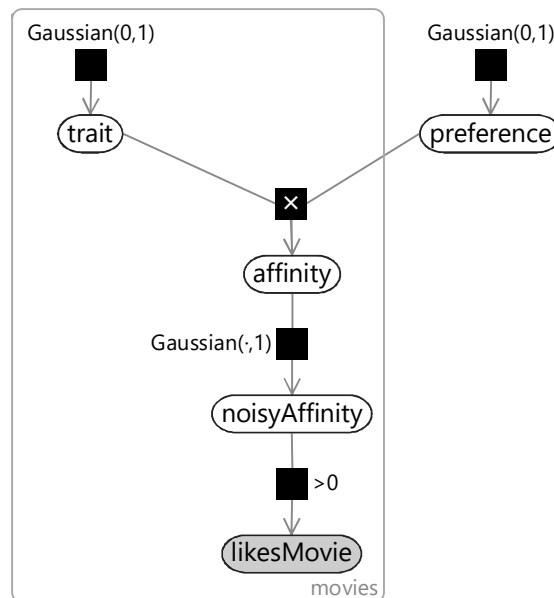 Gaussian(0,1)
Gaussian(0,1)
trait
preference
×
affinity
Gaussian(·,1)
noisyAffinity
>0
likesMovie
movies